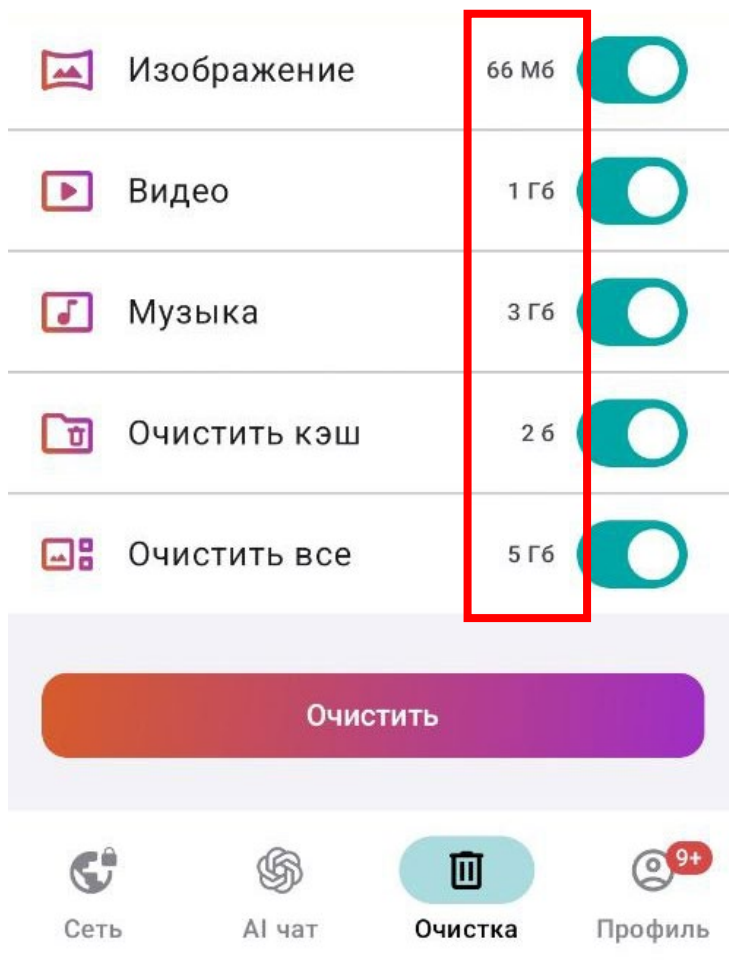 Изображение 66 Мб
Видео 1 Гб
Музыка 3 Гб
Очистить кэш 2 б
Очистить все 5 Гб
Очистить
9+
Сеть AI чат Очистка Профиль